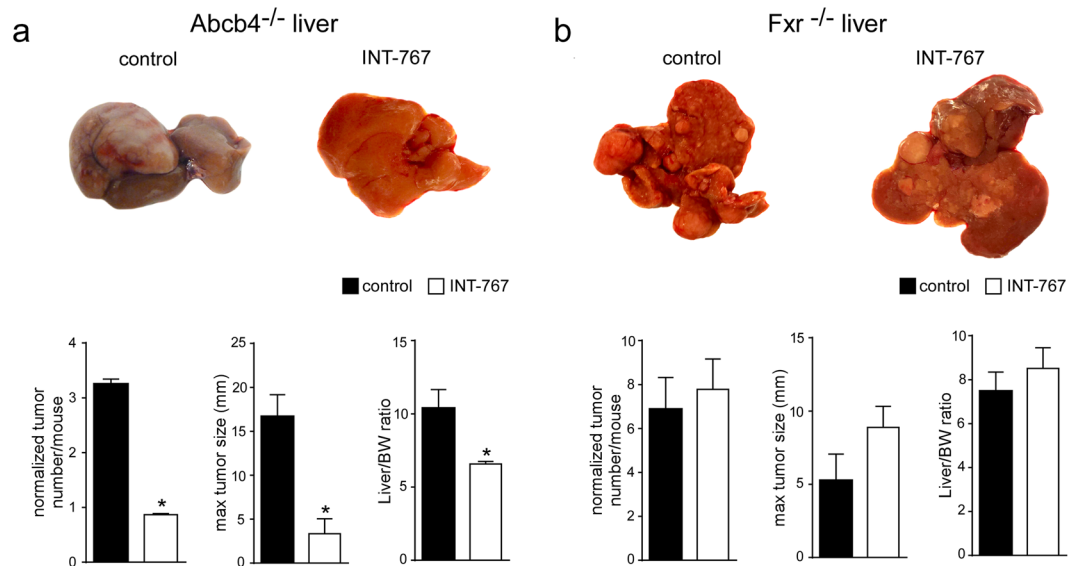 a
Abcb4-/- liver
control
INT-767
control
INT-767
normalized tumor
number/mouse
4
3
2
1
0
*
max tumor size (mm)
25
20
15
10
5
0
*
Liver/BW ratio
15
10
5
0
*
b
Fxr -/- liver
control
INT-767
control
INT-767
normalized tumor
number/mouse
10
8
6
4
2
0
max tumor size (mm)
15
10
5
0
Liver/BW ratio
10
8
6
4
2
0